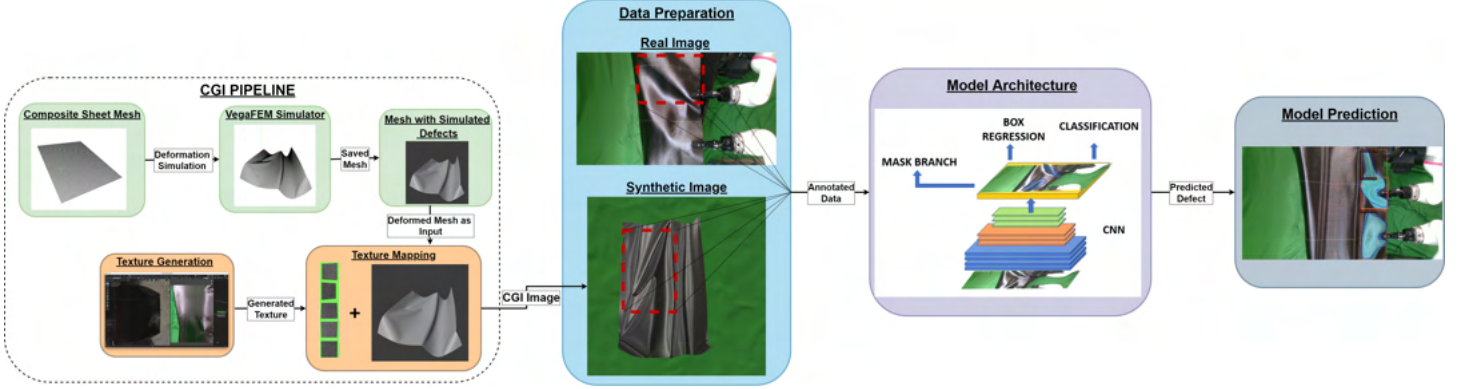 CGI PIPELINE
Composite Sheet Mesh
Deformation
Simulation
VegaFEM Simulator
Saved
Mesh
Mesh with Simulated
Defects
Deformed Mesh as
Input
Texture Generation
Generated
Texture
Texture Mapping
+
CGI Image
Data Preparation
Real Image
Synthetic Image
Annotated
Data
Model Architecture
BOX
REGRESSION
CLASSIFICATION
MASK BRANCH
CNN
Predicted
Defect
Model Prediction